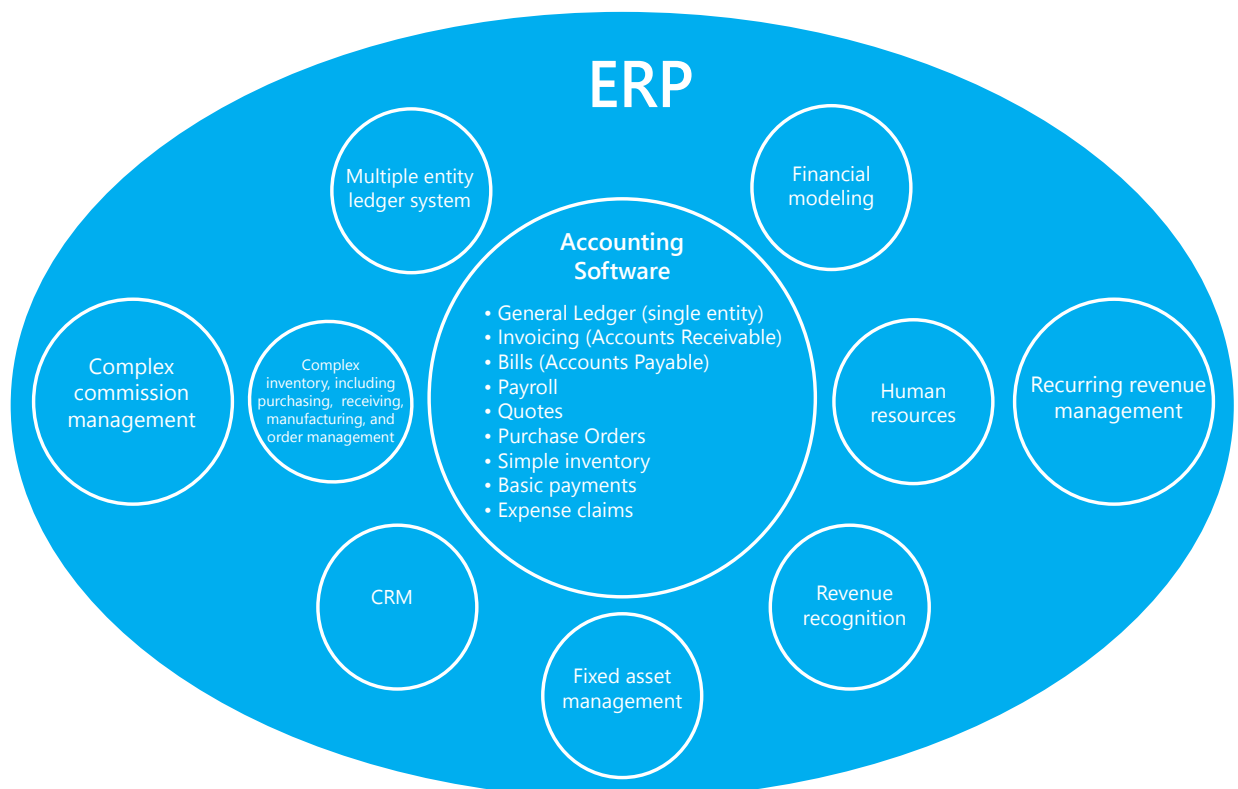 ERP
Multiple entity
ledger system
Financial
modeling
Accounting
Software
• General Ledger (single entity)
• Invoicing (Accounts Receivable)
• Bills (Accounts Payable)
• Payroll
• Quotes
• Purchase Orders
• Simple inventory
• Basic payments
• Expense claims
Complex
commission
management
Complex
inventory, including
purchasing, receiving,
manufacturing, and
order management
Human
resources
Recurring revenue
management
CRM
Revenue
recognition
Fixed asset
management